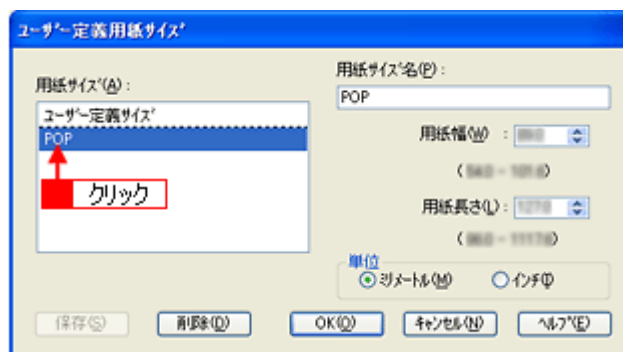 ユーザー定義用紙サイズ
用紙サイズ(A):
ユーザー定義サイズ
POP
クリック
用紙サイズ名(P):
POP
用紙幅(W) :
用紙長さ(L):
単位
ミリメートル(M) インチ(I)
保存(S) 削除(D) OK(O) キャンセル(N) ヘルプ(E)